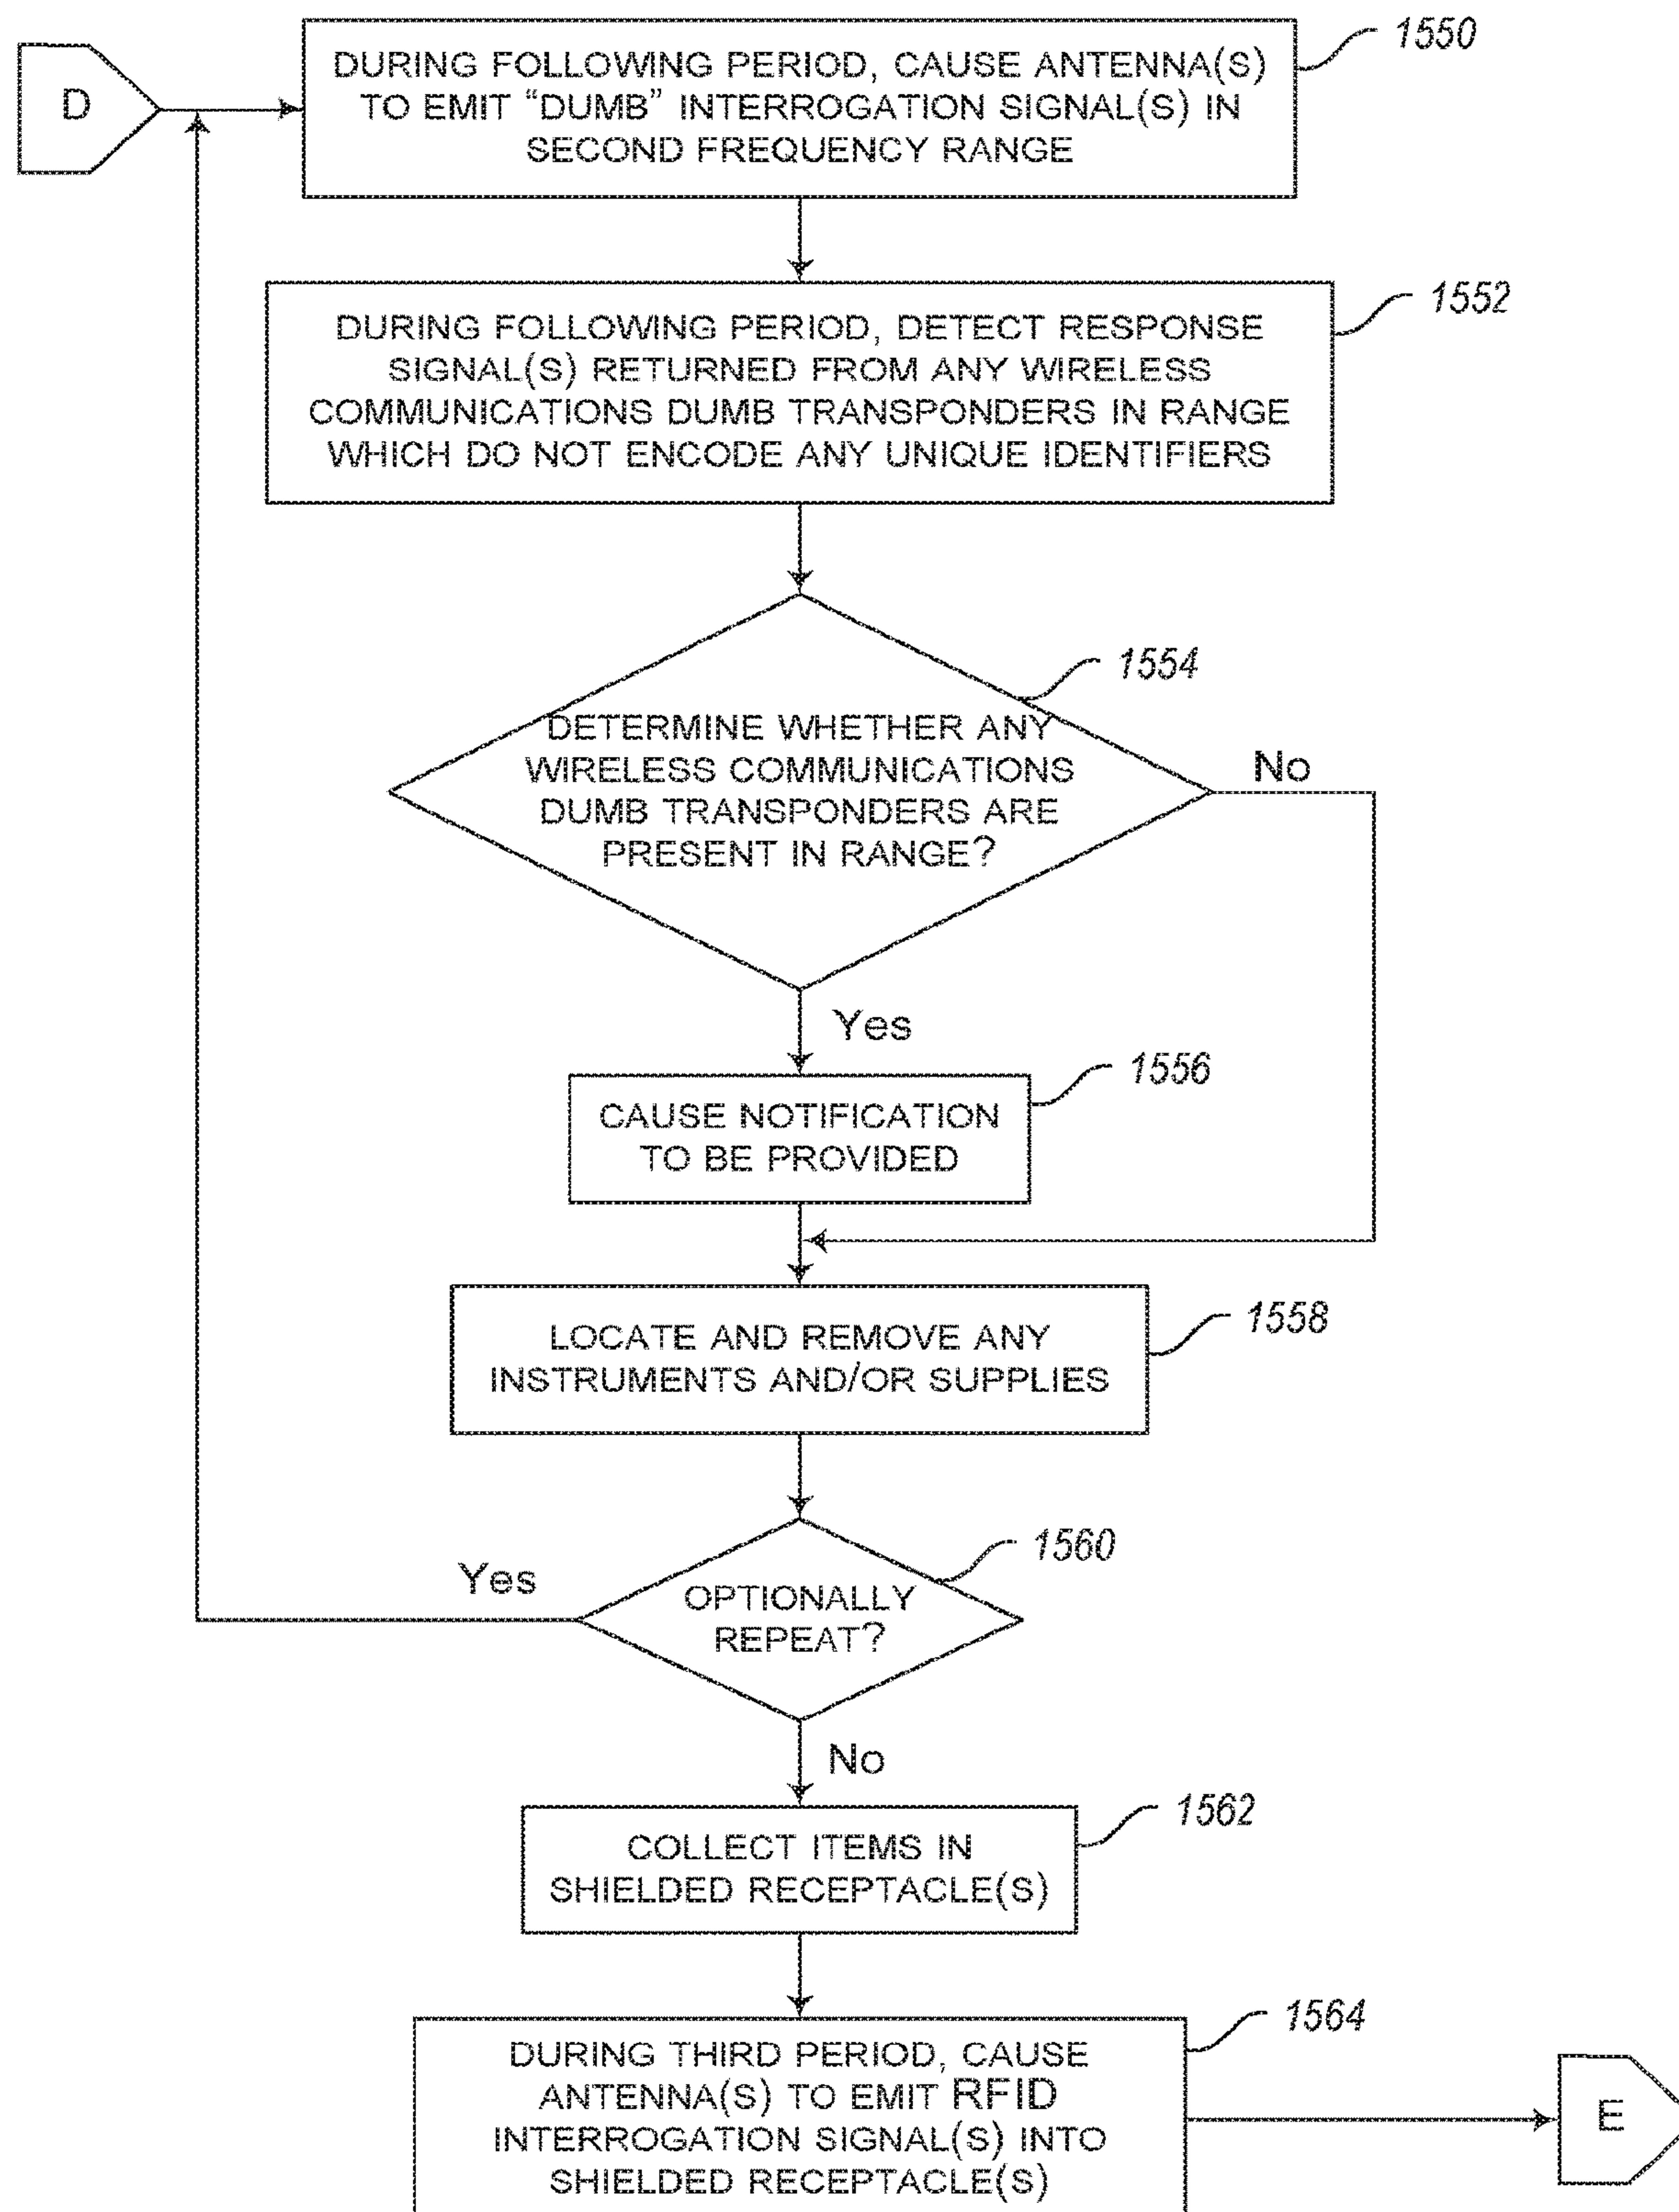 D
DURING FOLLOWING PERIOD, CAUSE ANTENNA(S)
TO EMIT “DUMB” INTERROGATION SIGNAL(S) IN
SECOND FREQUENCY RANGE
1550
DURING FOLLOWING PERIOD, DETECT RESPONSE
SIGNAL(S) RETURNED FROM ANY WIRELESS
COMMUNICATIONS DUMB TRANSPONDERS IN RANGE
WHICH DO NOT ENCODE ANY UNIQUE IDENTIFIERS
1552
DETERMINE WHETHER ANY
WIRELESS COMMUNICATIONS
DUMB TRANSPONDERS ARE
PRESENT IN RANGE?
1554
No
Yes
CAUSE NOTIFICATION
TO BE PROVIDED
1556
LOCATE AND REMOVE ANY
INSTRUMENTS AND/OR SUPPLIES
1558
OPTIONALLY
REPEAT?
1560
Yes
No
COLLECT ITEMS IN
SHIELDED RECEPTACLE(S)
1562
DURING THIRD PERIOD, CAUSE
ANTENNA(S) TO EMIT RFID
INTERROGATION SIGNAL(S) INTO
SHIELDED RECEPTACLE(S)
1564
E